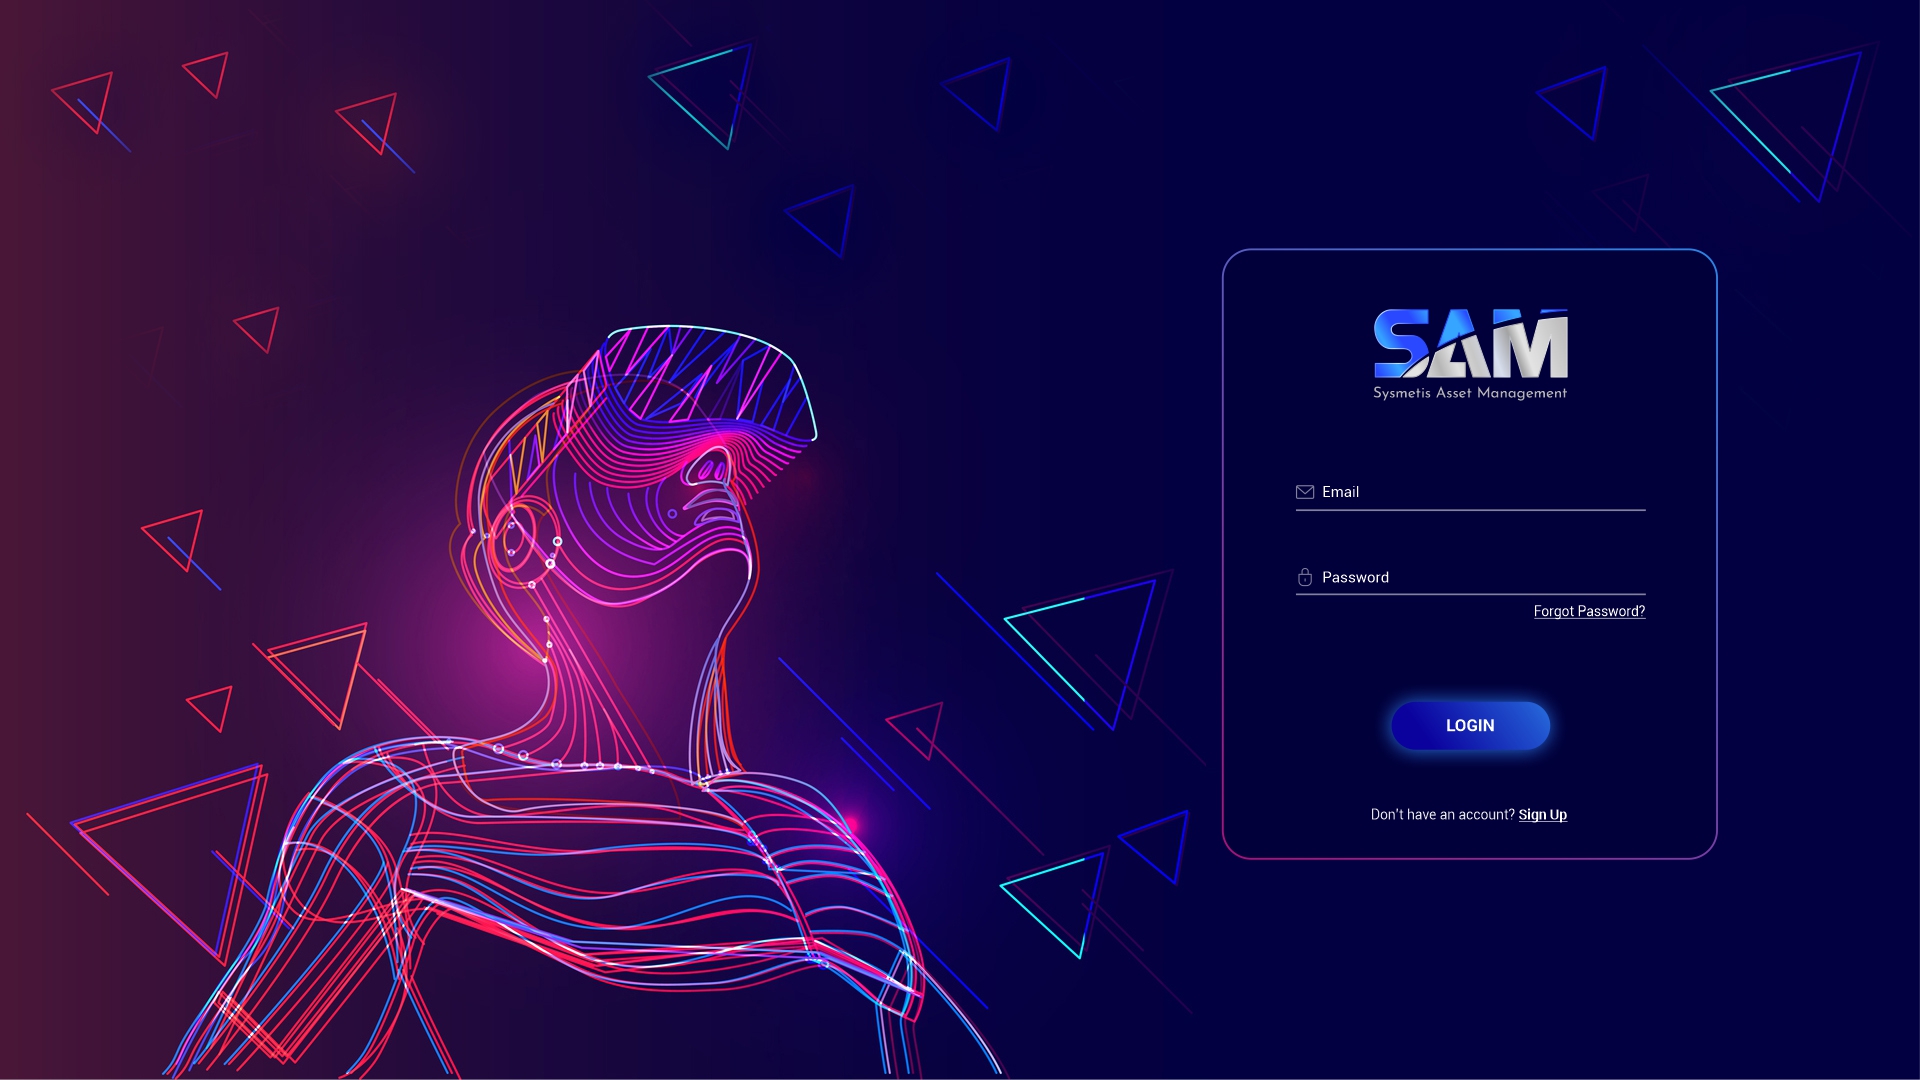 SAM
Sysmetis Asset Management
Email
Password
Forgot Password?
LOGIN
Don't have an account? Sign Up